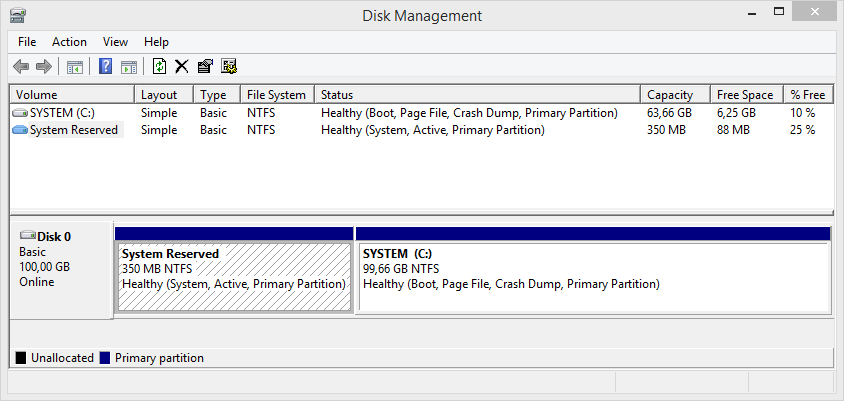 Disk Management
File Action View Help
Volume Layout Type File System Status Capacity Free Space % Free
SYSTEM (C:) Simple Basic NTFS Healthy (Boot, Page File, Crash Dump, Primary Partition) 63,66 GB 6,25 GB 10 %
System Reserved Simple Basic NTFS Healthy (System, Active, Primary Partition) 350 MB 88 MB 25 %
Disk 0
Basic
100,00 GB
Online
System Reserved
350 MB NTFS
Healthy (System, Active, Primary Partition)
SYSTEM (C:)
99,66 GB NTFS
Healthy (Boot, Page File, Crash Dump, Primary Partition)
Unallocated Primary partition